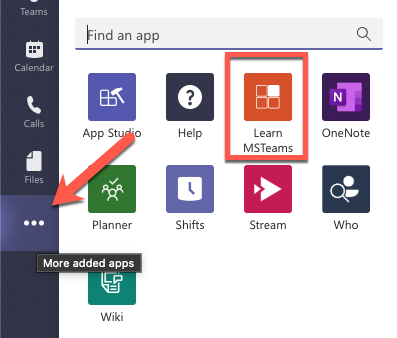 Teams
Find an app
Calendar
App Studio
Help
Learn
MSTeams
N
OneNote
Calls
Files
Planner
Shifts
Stream
Who
More added apps
Wiki